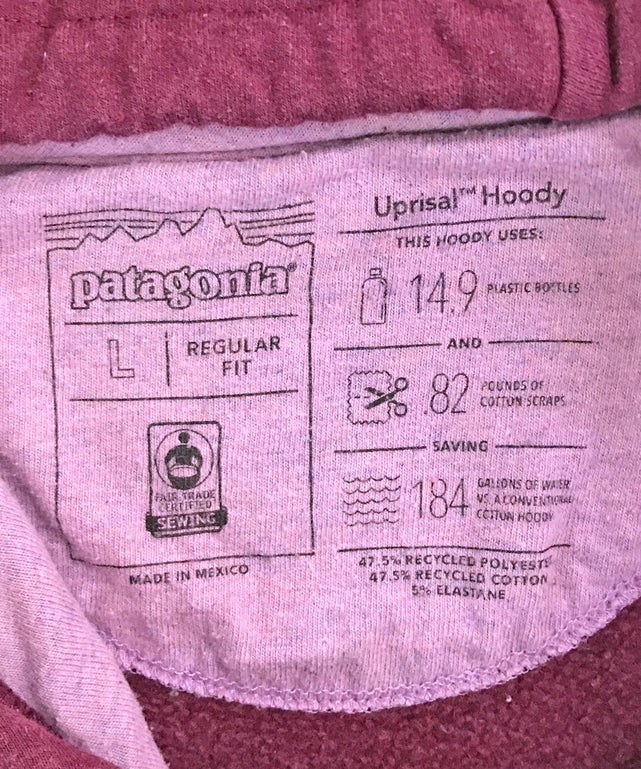 patagonia®
L
REGULAR
FIT
FAIR TRADE
CERTIFIED
SEWING
MADE IN MEXICO
Uprisal™ Hoody
THIS HOODY USES:
14.9 PLASTIC BOTTLES
AND
.82 POUNDS OF
COTTON SCRAPS
SAVING
184 GALLONS OF WATER
VS. A CONVENTIONAL
COTTON HOODY
47.5% RECYCLED POLYESTE
47.5% RECYCLED COTTON
5% ELASTANE